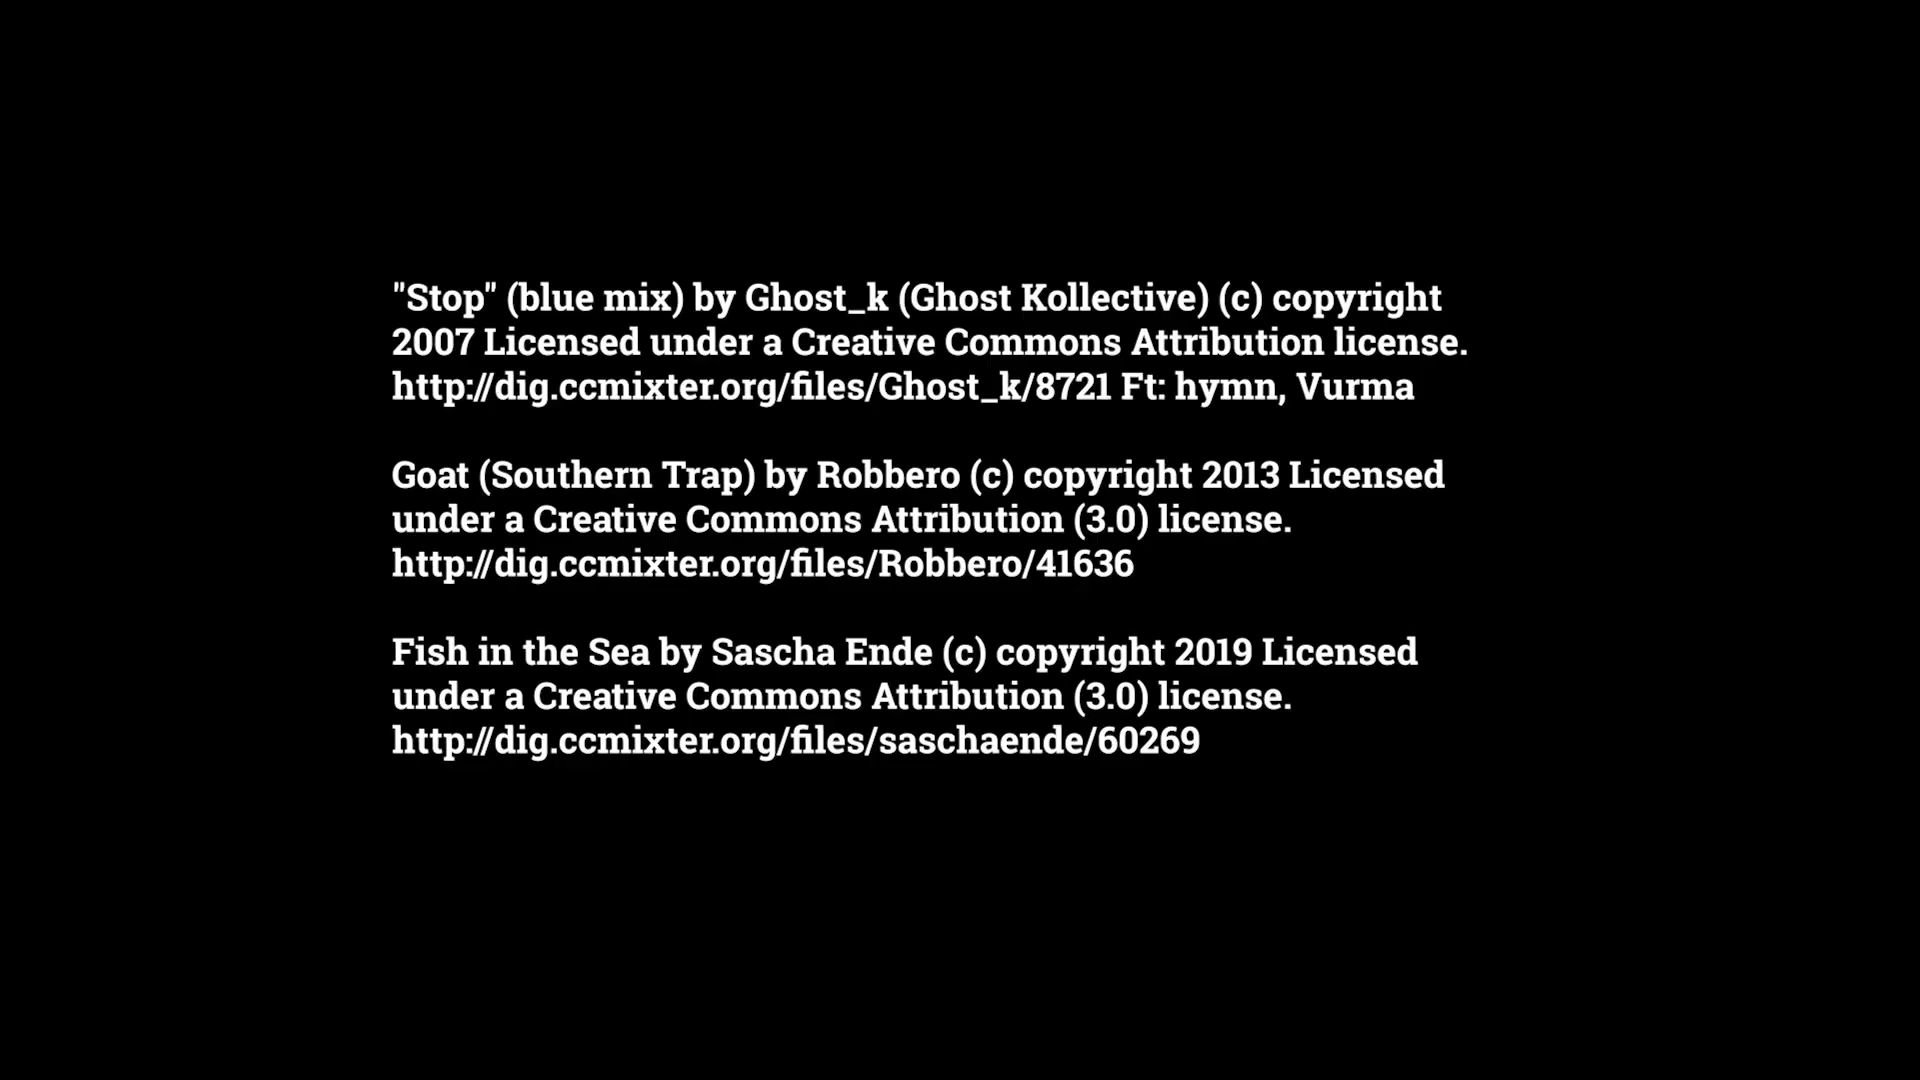 "Stop" (blue mix) by Ghost_k (Ghost Kollective) (c) copyright
2007 Licensed under a Creative Commons Attribution license.
http://dig.ccmixter.org/files/Ghost_k/8721 Ft: hymn, Vurma
Goat (Southern Trap) by Robbero (c) copyright 2013 Licensed
under a Creative Commons Attribution (3.0) license.
http://dig.ccmixter.org/files/Robbero/41636
Fish in the Sea by Sascha Ende (c) copyright 2019 Licensed
under a Creative Commons Attribution (3.0) license.
http://dig.ccmixter.org/files/saschaende/60269